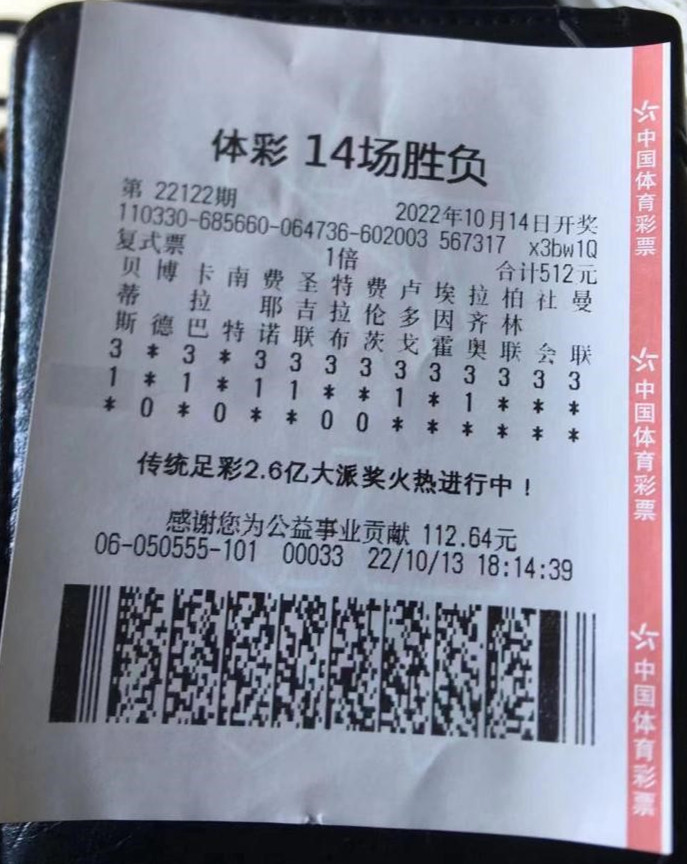 体彩 14场胜负
第 22122期 2022年10月14日开奖
110330-685660-064736-602003 567317 x3bw1Q
复式票 1倍 合计512元
贝 博 卡 南 费 圣 特 费 卢 埃 拉 柏 社 曼
蒂 拉 耶 吉 拉 伦 多 因 齐 林
斯 德 巴 特 诺 联 布 茨 戈 霍 奥 联 会 联
3 * 3 * 3 3 3 3 3 3 3 3 3 3
1 * 1 * 1 1 * * 1 * 1 * * *
* 0 * 0 * * 0 0 * * * * * *
传统足彩2.6亿大派奖火热进行中！
感谢您为公益事业贡献 112.64元
06-050555-101 00033 22/10/13 18:14:39
中国体育彩票
中国体育彩票
中国体育彩票